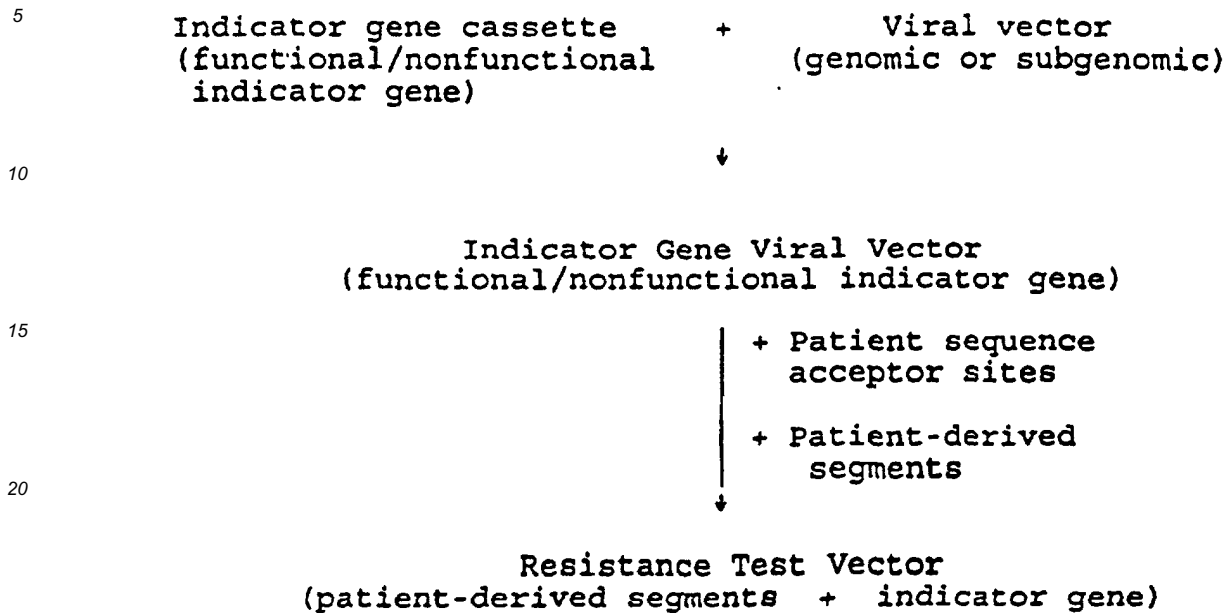 5
Indicator gene cassette + Viral vector
(functional/nonfunctional (genomic or subgenomic)
indicator gene)
10
Indicator Gene Viral Vector
(functional/nonfunctional indicator gene)
15
+ Patient sequence
acceptor sites
+ Patient-derived
segments
20
Resistance Test Vector
(patient-derived segments + indicator gene)